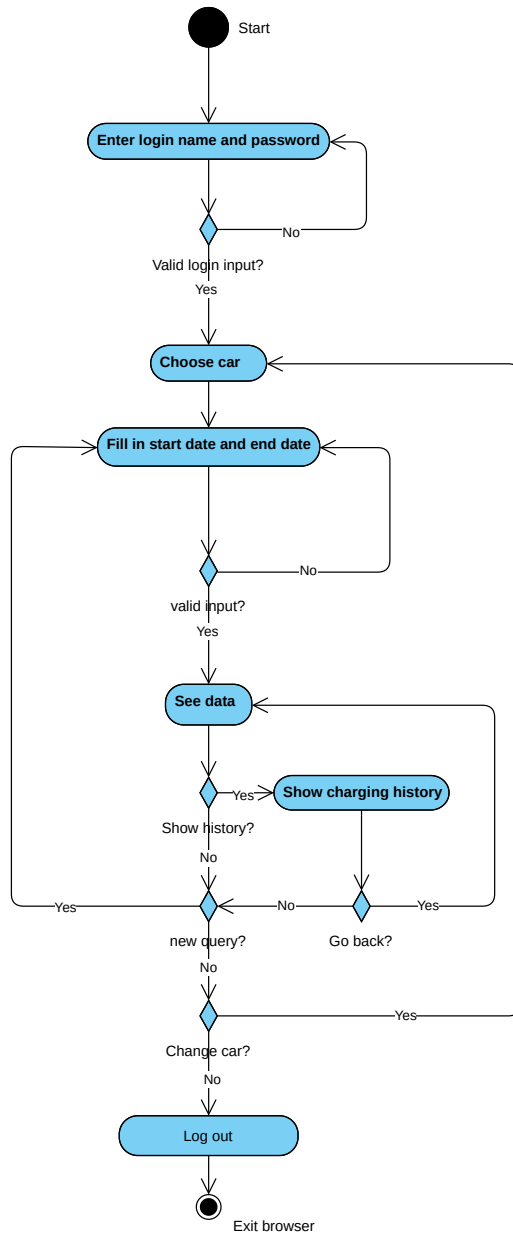 Start
Enter login name and password
No
Valid login input?
Yes
Choose car
Fill in start date and end date
No
valid input?
Yes
See data
Yes
Show charging history
Show history?
No
Yes
No
Yes
new query?
Go back?
No
Yes
Change car?
No
Log out
Exit browser